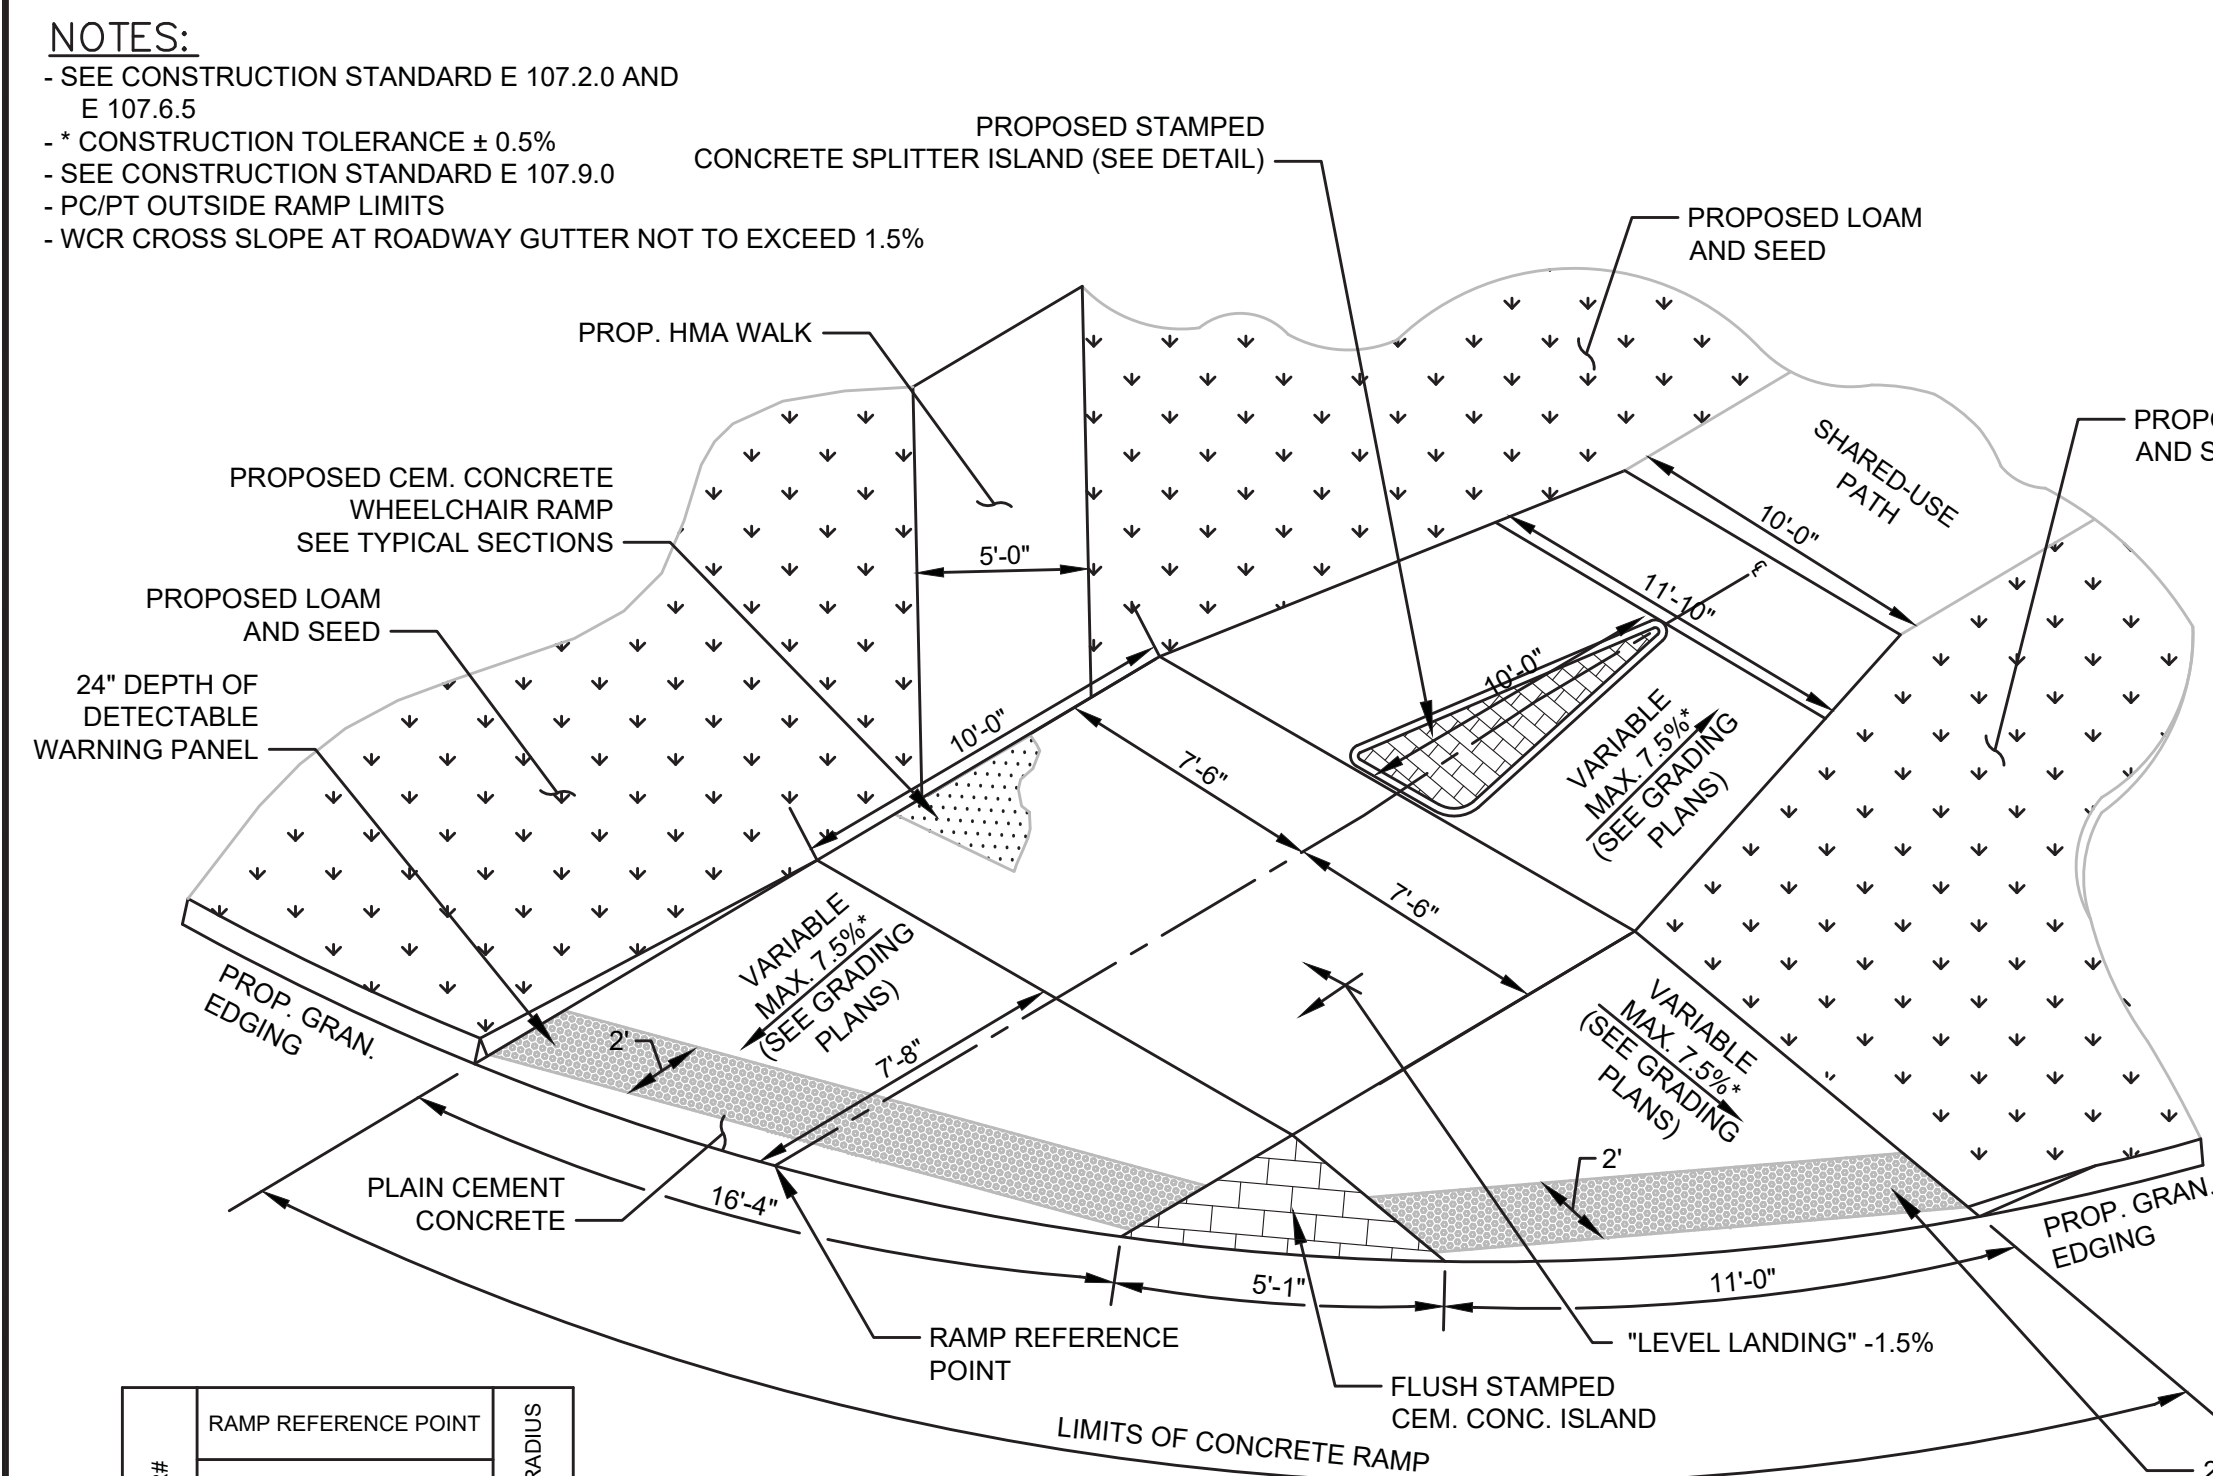 NOTES:
- SEE CONSTRUCTION STANDARD E 107.2.0 AND
E 107.6.5
- * CONSTRUCTION TOLERANCE ± 0.5%
- SEE CONSTRUCTION STANDARD E 107.9.0
- PC/PT OUTSIDE RAMP LIMITS
- WCR CROSS SLOPE AT ROADWAY GUTTER NOT TO EXCEED 1.5%
PROPOSED STAMPED
CONCRETE SPLITTER ISLAND (SEE DETAIL)
PROPOSED LOAM
AND SEED
PROP. HMA WALK
PROPOSED CEM. CONCRETE
WHEELCHAIR RAMP
SEE TYPICAL SECTIONS
PROPOSED LOAM
AND SEED
24" DEPTH OF
DETECTABLE
WARNING PANEL
SHARED-USE
PATH
10'-0"
11'-10"
5'-0"
10'-0"
10'-0"
7'-6"
7'-6"
VARIABLE
MAX. 7.5%*
(SEE GRADING
PLANS)
VARIABLE
MAX. 7.5%*
(SEE GRADING
PLANS)
VARIABLE
MAX. 7.5%*
(SEE GRADING
PLANS)
PROP. GRAN.
EDGING
2'
7'-8"
2'
PLAIN CEMENT
CONCRETE
16'-4"
5'-1"
11'-0"
PROP. GRAN.
EDGING
RAMP REFERENCE
POINT
"LEVEL LANDING" -1.5%
FLUSH STAMPED
CEM. CONC. ISLAND
LIMITS OF CONCRETE RAMP
RAMP REFERENCE POINT
RADIUS